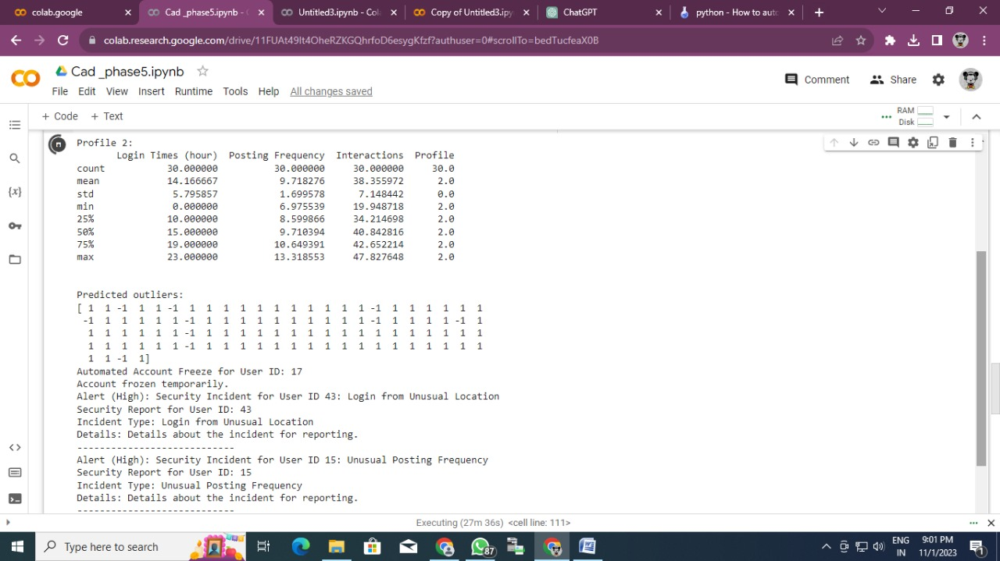 colab.google
Cad _phase5.ipynb - C
Untitled3.ipynb - Col
Copy of Untitled3.ipy
ChatGPT
python - How to auto
colab.research.google.com/drive/11FUAt49It4OheRZKGQhrfoD6esygKfzf?authuser=0#scrollTo=bedTucfeaX0B
Cad _phase5.ipynb
File Edit View Insert Runtime Tools Help All changes saved
Comment Share
+ Code + Text
RAM
Disk
Profile 2:
Login Times (hour) Posting Frequency Interactions Profile
count 30.000000 30.000000 30.000000 30.0
mean 14.166667 9.718276 38.355972 2.0
std 5.795857 1.699578 7.148442 0.0
min 0.000000 6.975539 19.948718 2.0
25% 10.000000 8.599866 34.214698 2.0
50% 15.000000 9.710394 40.842816 2.0
75% 19.000000 10.649391 42.652214 2.0
max 23.000000 13.318553 47.827648 2.0
Predicted outliers:
[ 1 1 -1 1 1 -1 1 1 1 1 1 1 1 1 1 1 1 -1 1 1 1 1 1 1
-1 1 1 1 1 1 -1 1 1 1 1 1 1 1 1 1 1 -1 1 1 1 1 -1 1
1 1 1 1 1 1 -1 1 1 1 1 1 1 1 1 1 1 1 1 1 1 1 1 1
1 1 1 1 1 1 -1 1 1 1 1 1 1 1 1 1 1 1 1 1 1 1 1 1
1 1 -1 1]
Automated Account Freeze for User ID: 17
Account frozen temporarily.
Alert (High): Security Incident for User ID 43: Login from Unusual Location
Security Report for User ID: 43
Incident Type: Login from Unusual Location
Details: Details about the incident for reporting.
----------------------------
Alert (High): Security Incident for User ID 15: Unusual Posting Frequency
Security Report for User ID: 15
Incident Type: Unusual Posting Frequency
Details: Details about the incident for reporting.
----------------------------
Executing (27m 36s) <cell line: 111>
Type here to search
87
ENG
IN
9:01 PM
11/1/2023
1